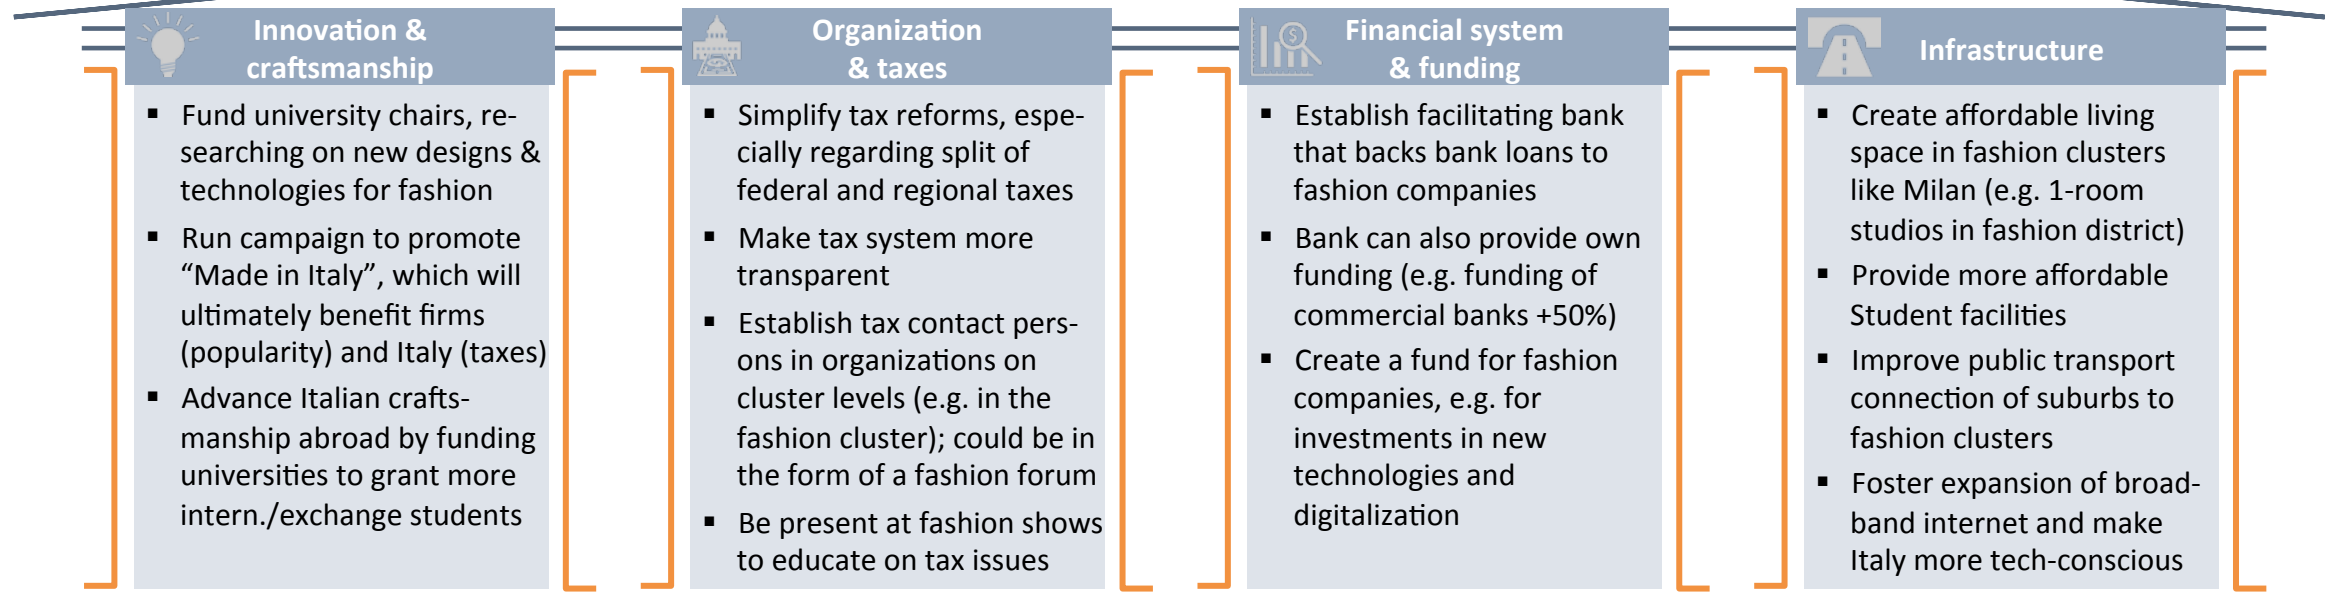 Innovation &
craftsmanship
▪ Fund university chairs, re-
searching on new designs &
technologies for fashion
▪ Run campaign to promote
“Made in Italy”, which will
ultimately benefit firms
(popularity) and Italy (taxes)
▪ Advance Italian crafts-
manship abroad by funding
universities to grant more
intern./exchange students
Organization
& taxes
▪ Simplify tax reforms, espe-
cially regarding split of
federal and regional taxes
▪ Make tax system more
transparent
▪ Establish tax contact pers-
ons in organizations on
cluster levels (e.g. in the
fashion cluster); could be in
the form of a fashion forum
▪ Be present at fashion shows
to educate on tax issues
Financial system
& funding
▪ Establish facilitating bank
that backs bank loans to
fashion companies
▪ Bank can also provide own
funding (e.g. funding of
commercial banks +50%)
▪ Create a fund for fashion
companies, e.g. for
investments in new
technologies and
digitalization
Infrastructure
▪ Create affordable living
space in fashion clusters
like Milan (e.g. 1-room
studios in fashion district)
▪ Provide more affordable
Student facilities
▪ Improve public transport
connection of suburbs to
fashion clusters
▪ Foster expansion of broad-
band internet and make
Italy more tech-conscious